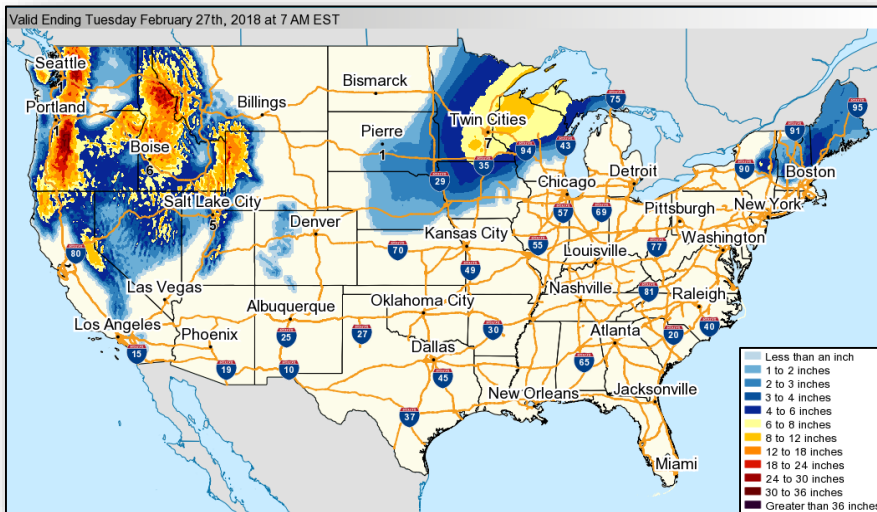 Valid Ending Tuesday February 27th, 2018 at 7 AM EST
Seattle
Portland
Billings
Bismarck
Twin Cities
7
75
95
91
Pierre
1
Boise
6
94
43
35
90
Boston
29
Chicago
Detroit
Salt Lake City
5
57
69
Pittsburgh
New York
Denver
80
70
Kansas City
55
77
Washington
Louisville
49
Las Vegas
81
Nashville
Raleigh
Albuquerque
Oklahoma City
Los Angeles
Phoenix
25
27
30
Atlanta
20
40
15
Dallas
65
19
10
45
New Orleans
Jacksonville
37
Miami
Less than an inch
1 to 2 inches
2 to 3 inches
3 to 4 inches
4 to 6 inches
6 to 8 inches
8 to 12 inches
12 to 18 inches
18 to 24 inches
24 to 30 inches
30 to 36 inches
Greater than 36 inches